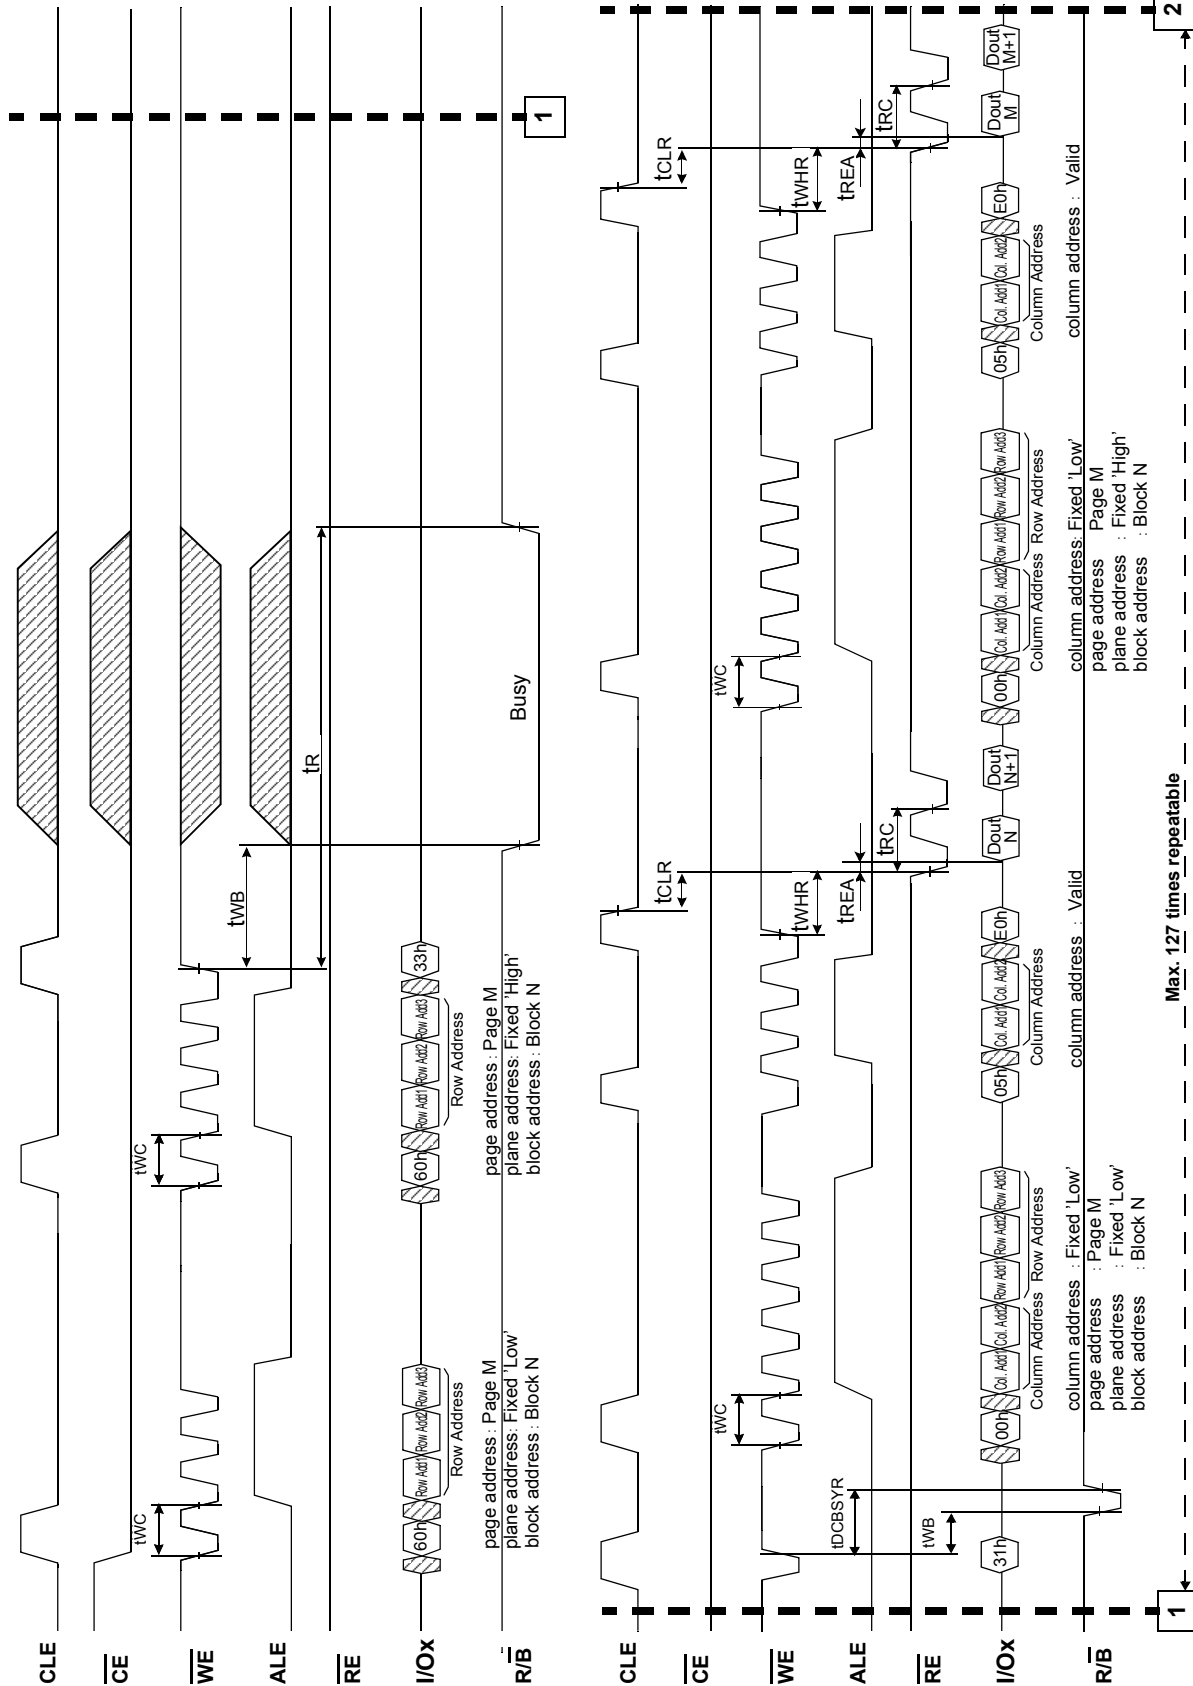 CLE
CE
WE
ALE
RE
I/Ox
R/B
tWC
tWC
tWB
tR
Busy
60h Row Add1 Row Add2 Row Add3
Row Address
page address : Page M
plane address: Fixed 'Low'
block address : Block N
60h Row Add1 Row Add2 Row Add3 33h
Row Address
page address : Page M
plane address: Fixed 'High'
block address : Block N
1
CLE
CE
WE
ALE
RE
I/Ox
R/B
tDCBSYR
tWB
tWC
tCLR
tWHR
tREA
tRC
tWC
tCLR
tWHR
tREA
tRC
31h
00h Col. Add1 Col. Add2 Row Add1 Row Add2 Row Add3
Column Address Row Address
column address : Fixed 'Low'
page address : Page M
plane address : Fixed 'Low'
block address : Block N
05h Col. Add1 Col. Add2 E0h
Column Address
column address : Valid
Dout N
Dout N+1
00h Col. Add1 Col. Add2 Row Add1 Row Add2 Row Add3
Column Address Row Address
column address: Fixed 'Low'
page address Page M
plane address : Fixed 'High'
block address : Block N
05h Col. Add1 Col. Add2 E0h
Column Address
column address : Valid
Dout M
Dout M+1
1
Max. 127 times repeatable
2